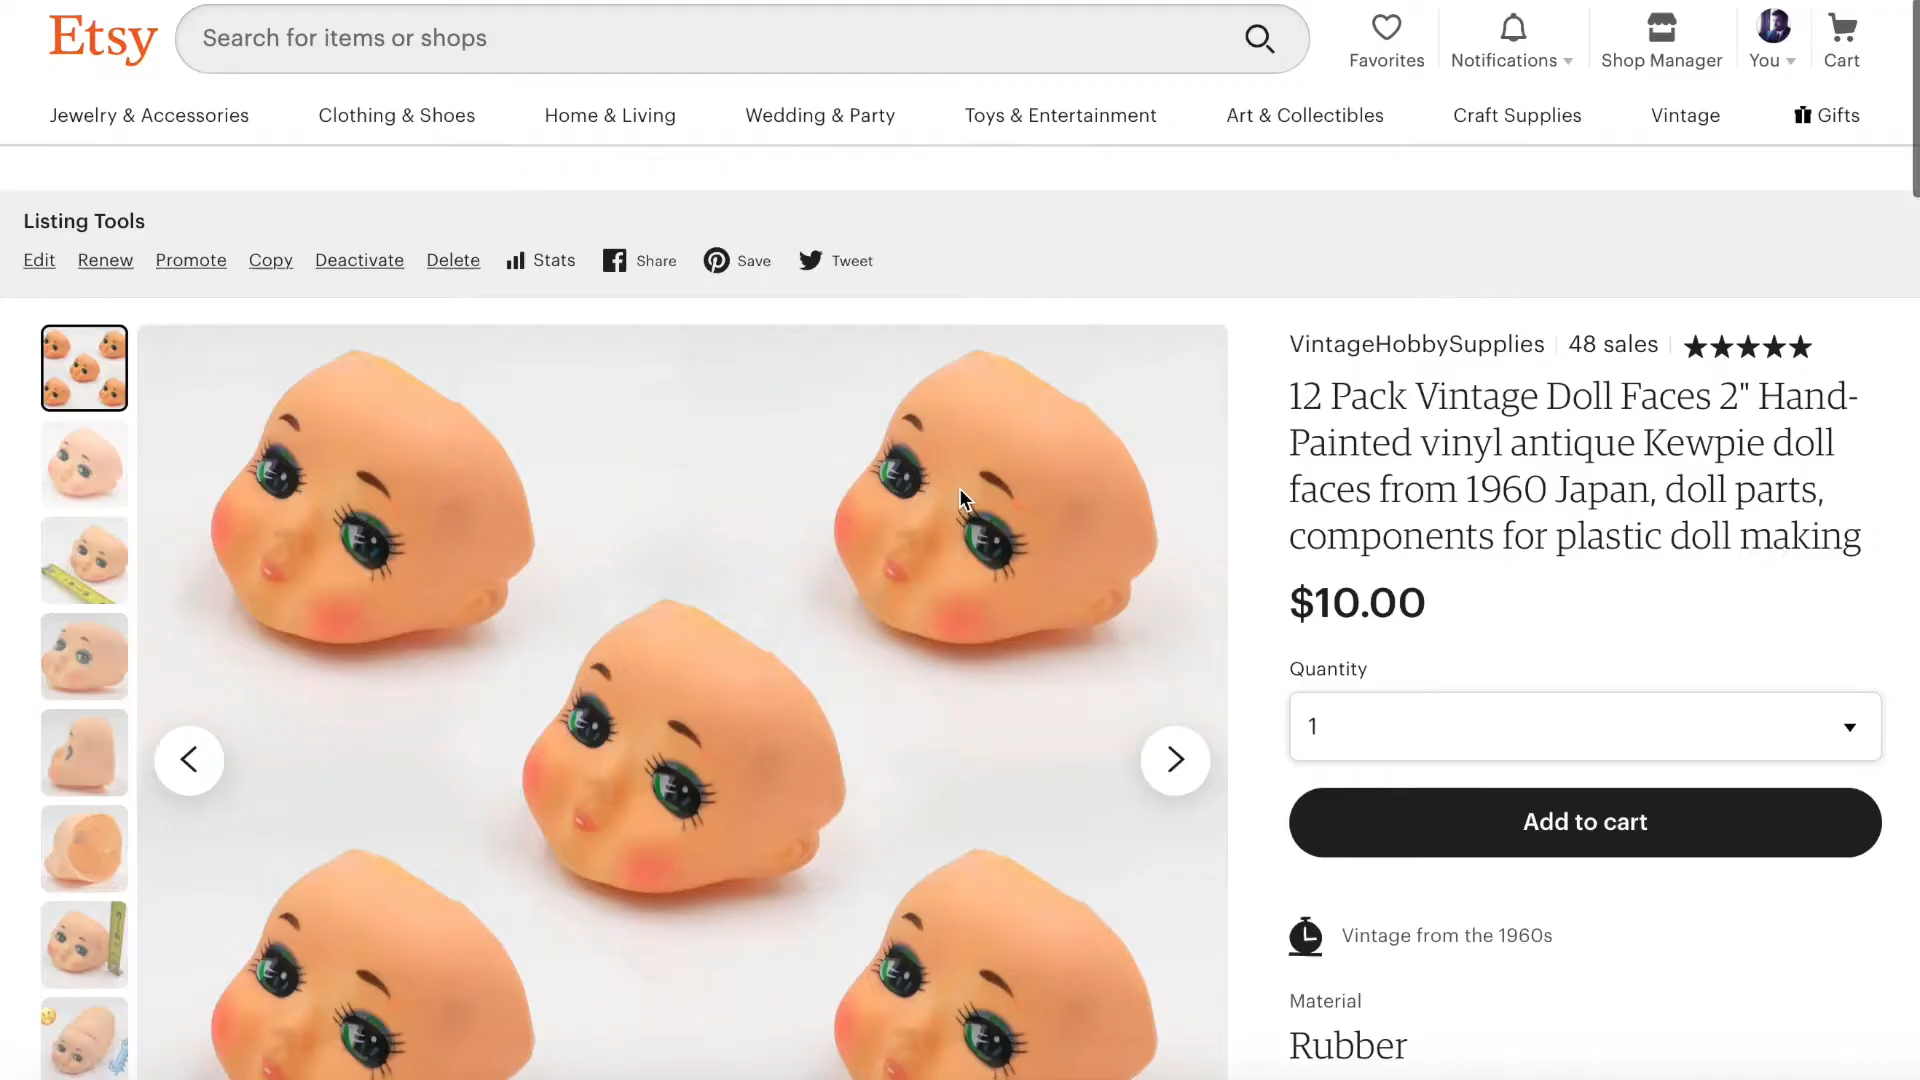 Etsy
Search for items or shops
Favorites
Notifications
Shop Manager
You
Cart
Jewelry & Accessories
Clothing & Shoes
Home & Living
Wedding & Party
Toys & Entertainment
Art & Collectibles
Craft Supplies
Vintage
Gifts
Listing Tools
Edit
Renew
Promote
Copy
Deactivate
Delete
Stats
Share
Save
Tweet
VintageHobbySupplies
48 sales
12 Pack Vintage Doll Faces 2" Hand-
Painted vinyl antique Kewpie doll
faces from 1960 Japan, doll parts,
components for plastic doll making
$10.00
Quantity
1
Add to cart
Vintage from the 1960s
Material
Rubber